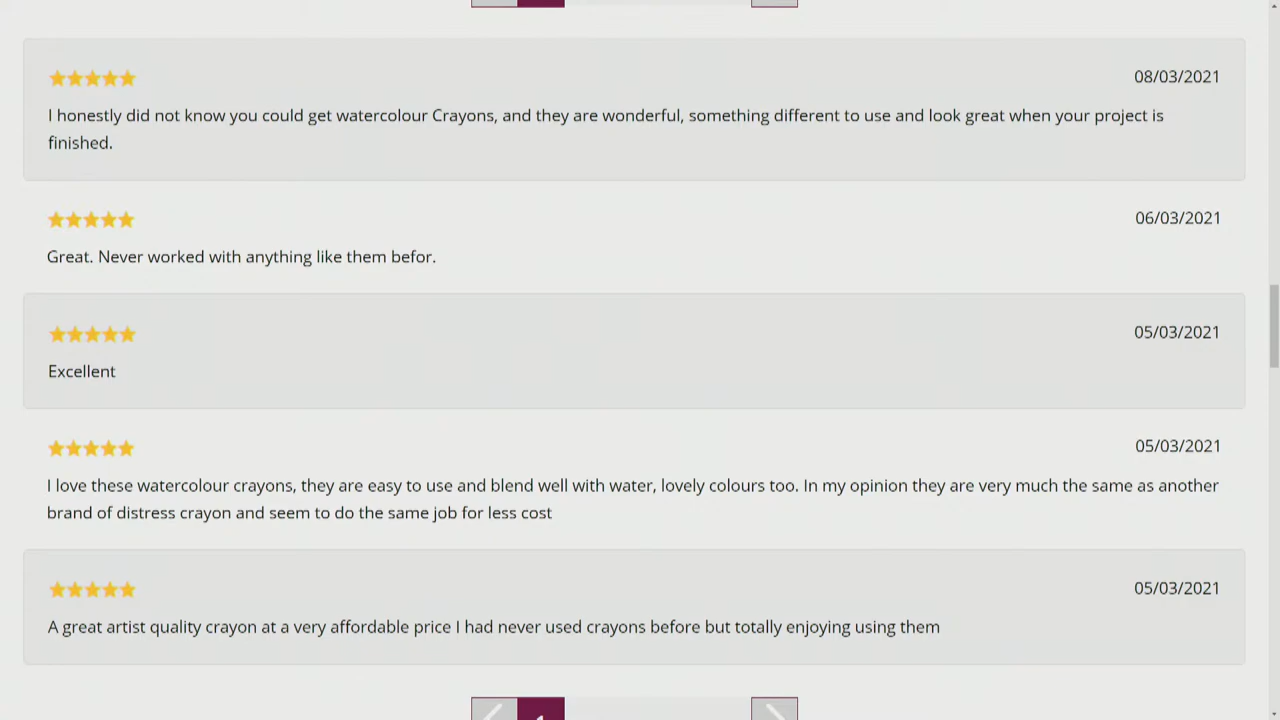 08/03/2021
I honestly did not know you could get watercolour Crayons, and they are wonderful, something different to use and look great when your project is
finished.
06/03/2021
Great. Never worked with anything like them befor.
05/03/2021
Excellent
05/03/2021
I love these watercolour crayons, they are easy to use and blend well with water, lovely colours too. In my opinion they are very much the same as another
brand of distress crayon and seem to do the same job for less cost
05/03/2021
A great artist quality crayon at a very affordable price I had never used crayons before but totally enjoying using them